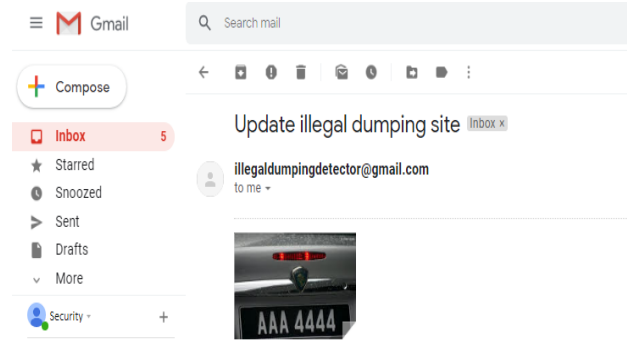 Gmail
Search mail
Compose
Update illegal dumping site Inbox ×
Inbox 5
illegaldumpingdetector@gmail.com
to me
Starred
Snoozed
Sent
Drafts
More
Security
AAA 4444